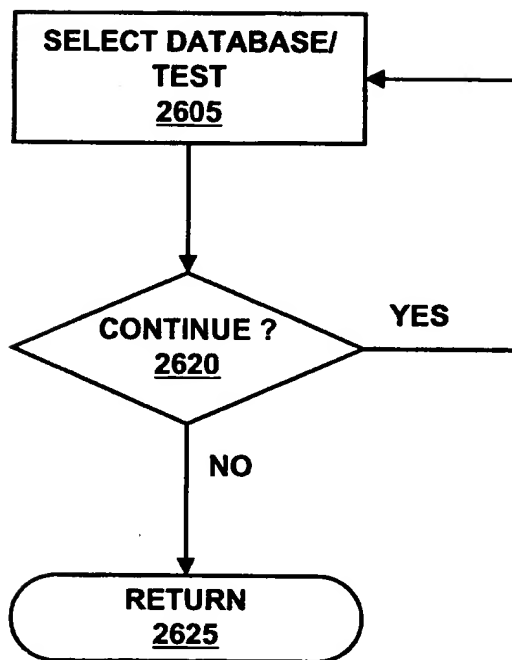 SELECT DATABASE/
TEST
2605
CONTINUE ?
2620
YES
NO
RETURN
2625